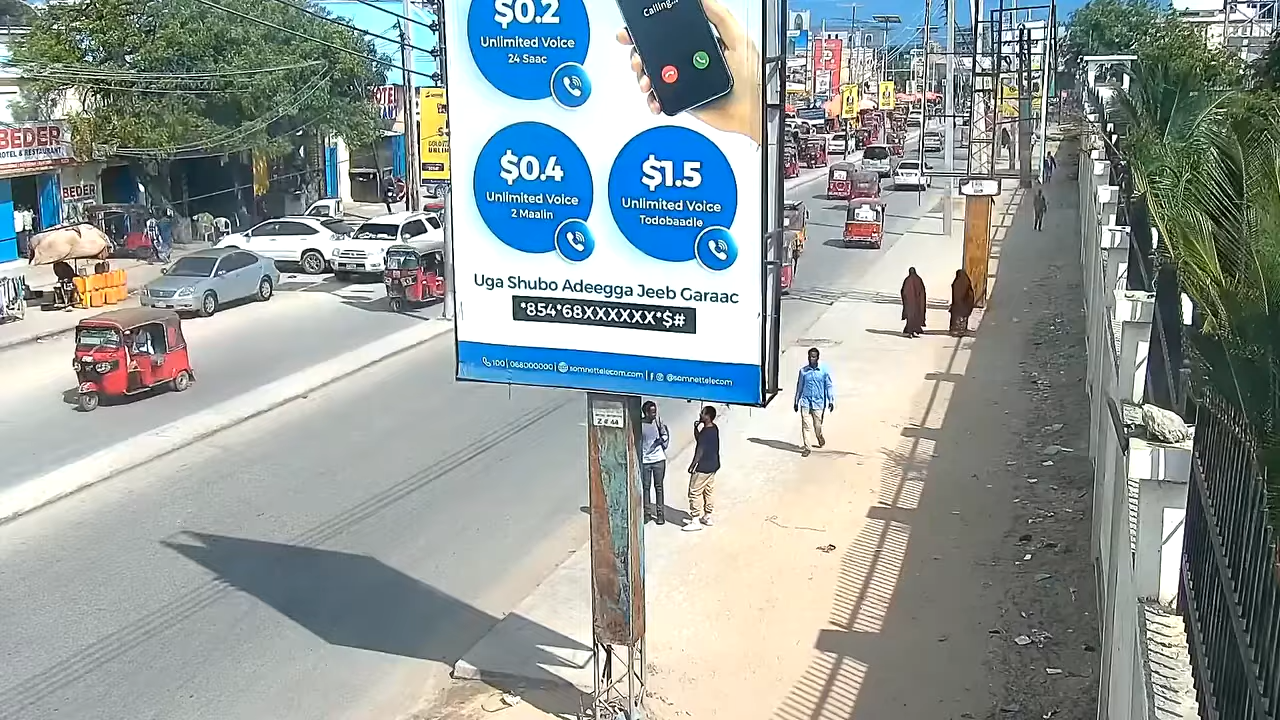 $0.2
Unlimited Voice
24 Saac
Calling...
$0.4
Unlimited Voice
2 Maalin
$1.5
Unlimited Voice
Todobaadle
Uga Shubo Adeegga Jeeb Garaac
*854*68XXXXXX*$#
100 | 068000000 | somnettelecom.com | @somnettelecom
BEDER
HOTEL & RESTAURANT
BEDER